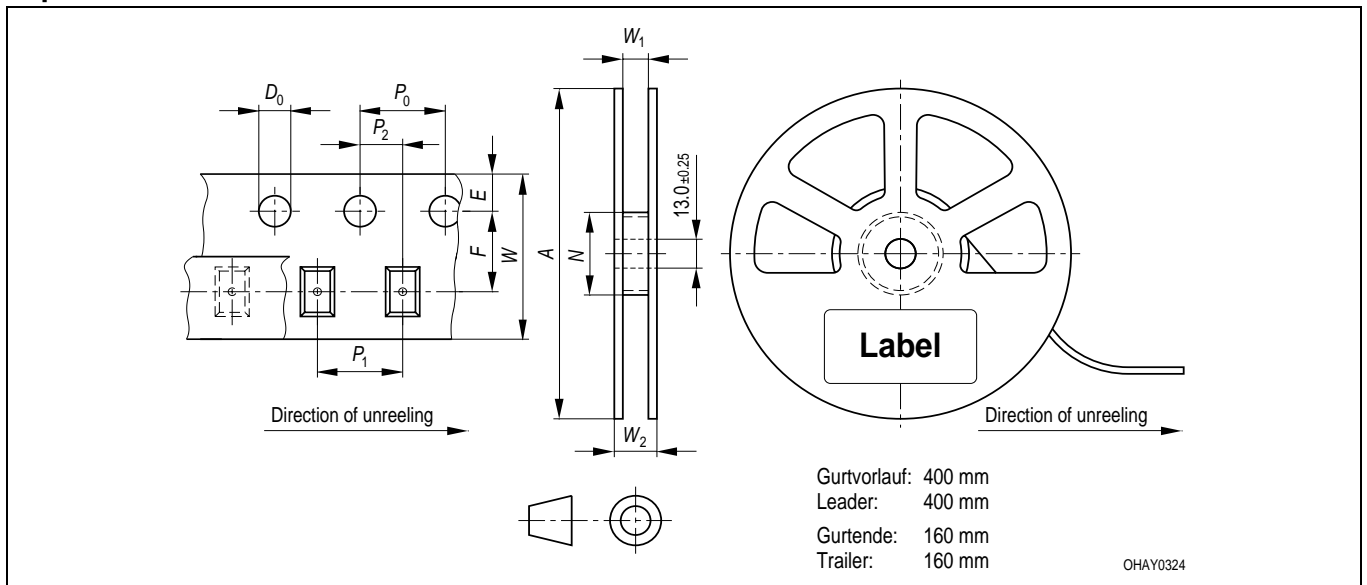 W₁
D₀
P₀
P₂
E
F
W
A
N
13.0±0.25
Label
P₁
Direction of unreeling
W₂
Direction of unreeling
Gurtvorlauf: 400 mm
Leader: 400 mm
Gurtende: 160 mm
Trailer: 160 mm
OHAY0324